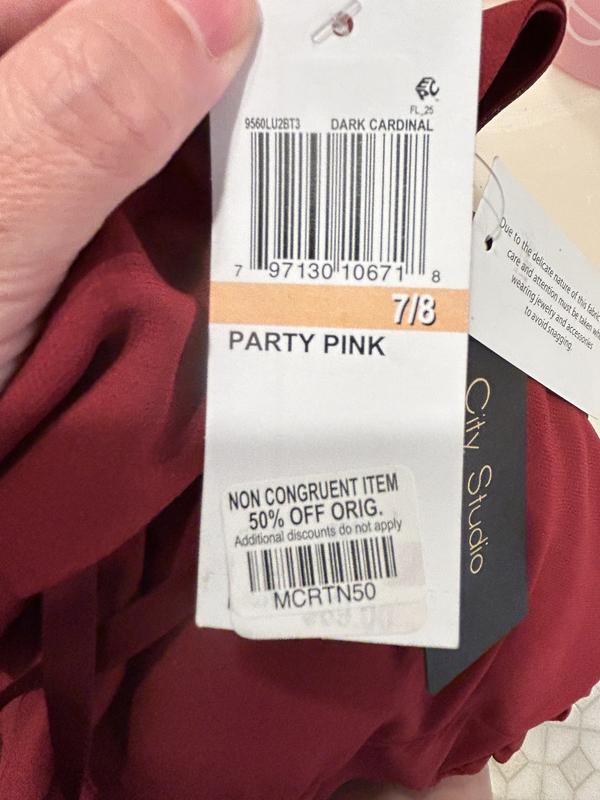 EPC
FL_25
9560LU2BT3 DARK CARDINAL
7 97130 10671 8
7/8
PARTY PINK
NON CONGRUENT ITEM
50% OFF ORIG.
Additional discounts do not apply
MCRTN50
Due to the delicate nature of this fabric
care and attention must be taken
wearing jewelry and accessories
to avoid snagging.
City Studio